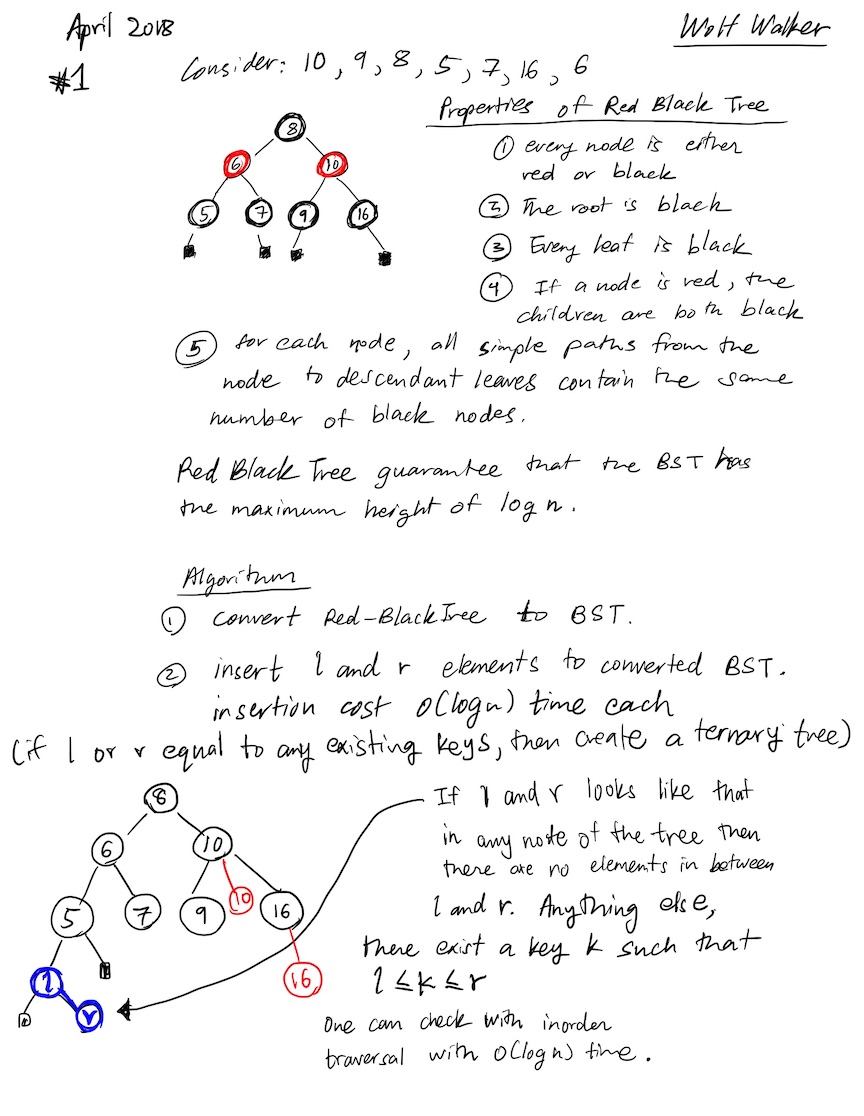 April 2018
Wolf Walker
#1
Consider: 10, 9, 8, 5, 7, 16, 6
Properties of Red Black Tree
① every node is either
red or black
② The root is black
③ Every leaf is black
④ If a node is red, the
children are both black
⑤ for each node, all simple paths from the
node to descendant leaves contain the same
number of black nodes.
8
6 10
5 7 9 16
Red Black Tree guarantee that the BST has
the maximum height of log n.
Algorithm
① convert Red-Black Tree to BST.
② insert l and r elements to converted BST.
insertion cost O(log n) time each
(if l or r equal to any existing keys, then create a ternary tree)
8
6 10
5 7 9 10 16
l 16
r
If l and r looks like that
in any node of the tree then
there are no elements in between
l and r. Anything else,
there exist a key k such that
l ≤ k ≤ r
One can check with inorder
traversal with O(log n) time.